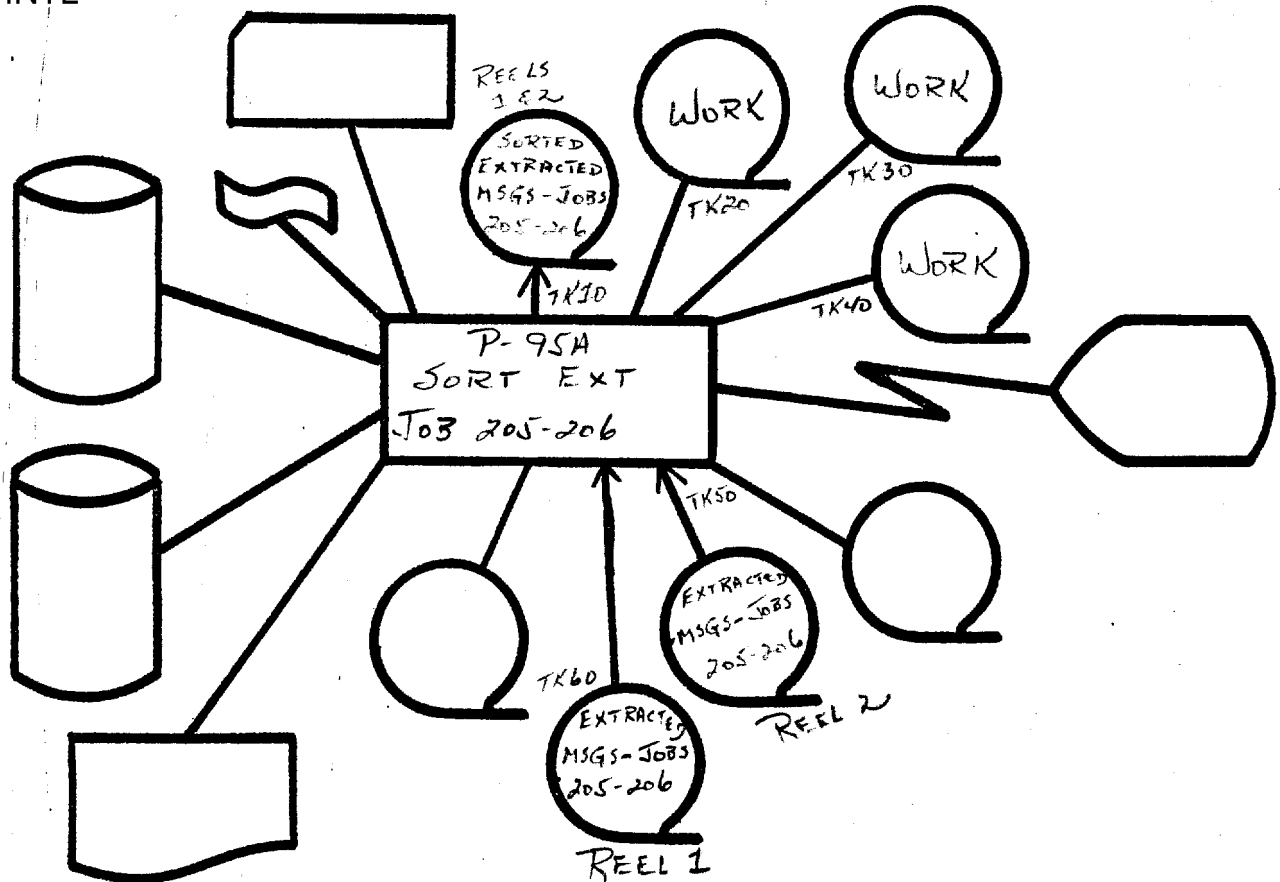 REELS
1 & 2
SORTED
EXTRACTED
MSGS-JOBS
205-206
TK10
WORK
TK20
WORK
TK30
WORK
TK40
P-95A
SORT EXT
JOB 205-206
TK50
EXTRACTED
MSGS-JOBS
205-206
REEL 2
TK60
EXTRACTED
MSGS-JOBS
205-206
REEL 1